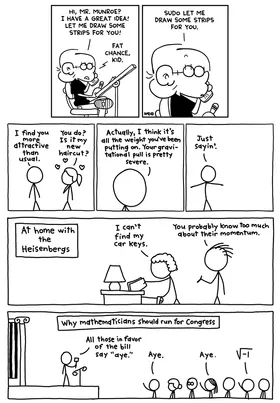 HI, MR. MUNROE?
I HAVE A GREAT IDEA!
LET ME DRAW SOME
STRIPS FOR YOU!
FAT
CHANCE,
KID.
SUDO LET ME
DRAW SOME STRIPS
FOR YOU.
I find you
more
attractive
than
usual.
You do?
Is it my
new
haircut?
Actually, I think it's
all the weight you've been
putting on. Your gravi-
tational pull is pretty
severe.
Just
sayin'.
At home with
the
Heisenbergs
I can't
find my
car keys.
You probably know too much
about their momentum.
Why mathematicians should run for Congress
All those in favor
of the bill
say "aye."
Aye.
Aye.
√-1